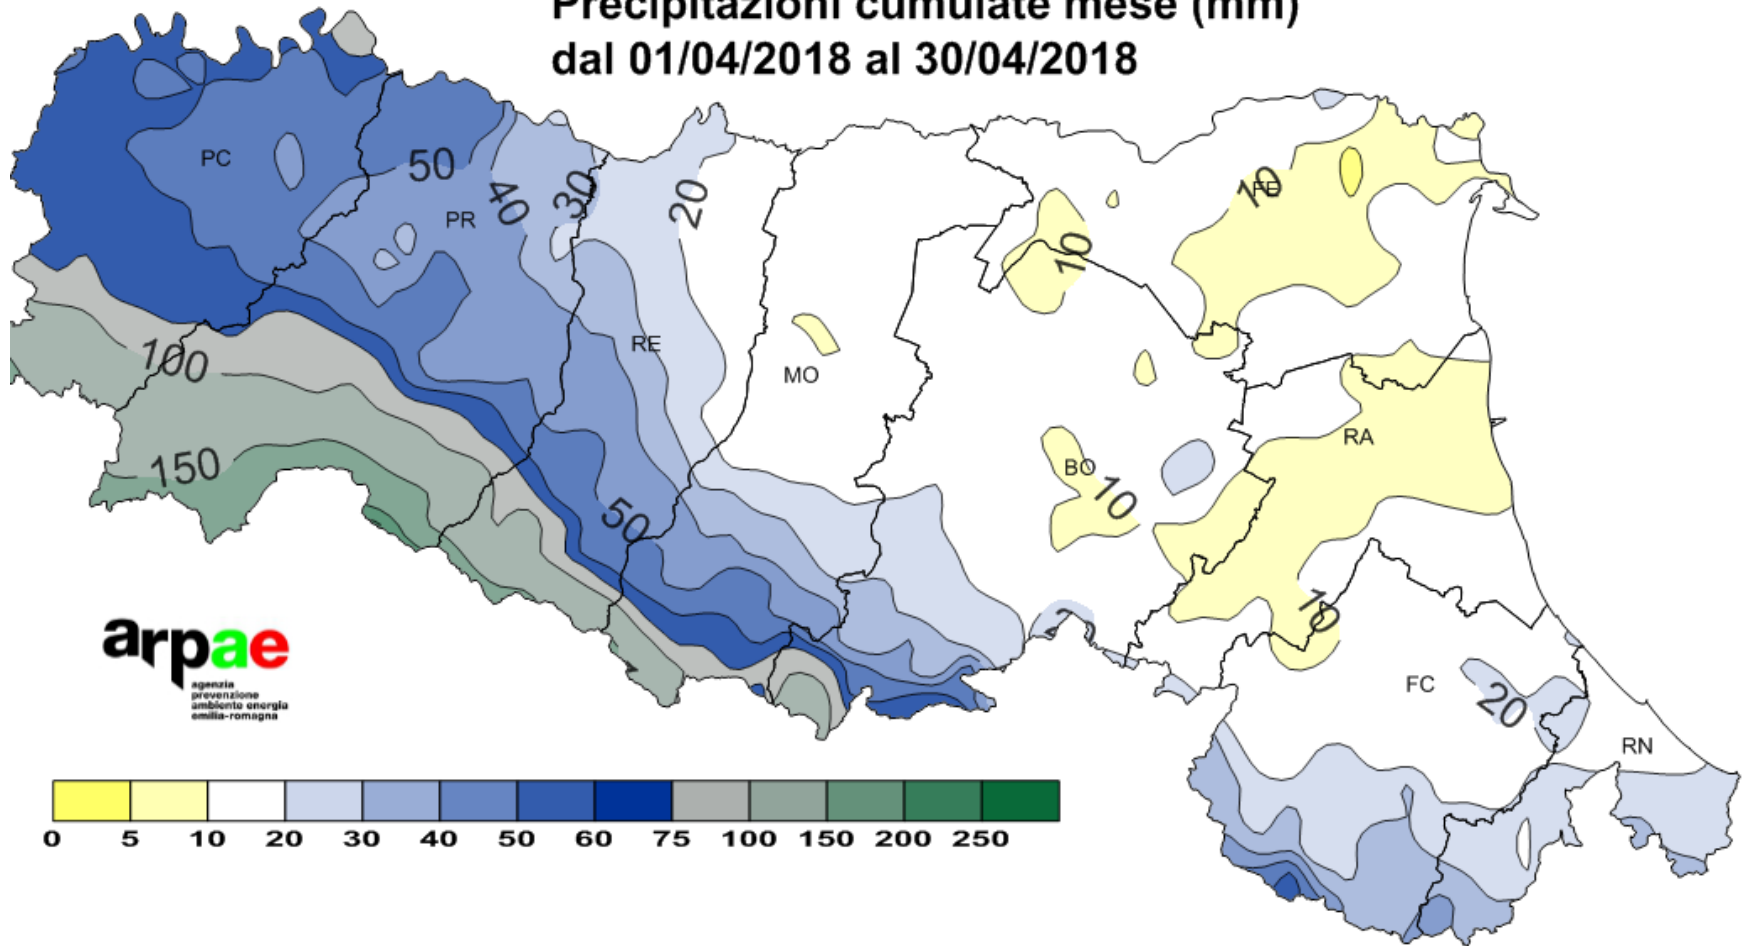 Precipitazioni cumulate mese (mm)
dal 01/04/2018 al 30/04/2018
PC
50
PR
40
30
20
10
FE
10
RE
MO
100
150
50
BO
10
RA
10
FC
20
RN
arpae
agenzia
prevenzione
ambiente energia
emilia-romagna
0 5 10 20 30 40 50 60 75 100 150 200 250